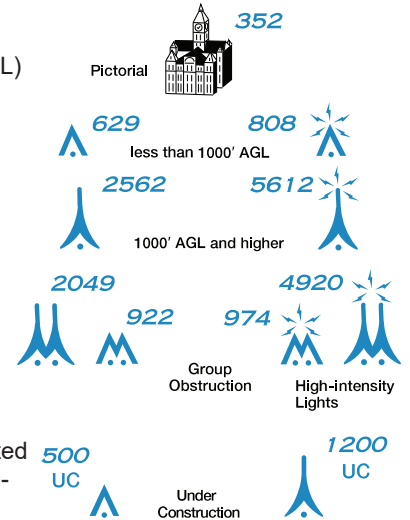 352
L)
Pictorial
629 808
less than 1000' AGL
2562 5612
1000' AGL and higher
2049 4920
922 974
Group
Obstruction
High-intensity
Lights
ted
-
500 1200
UC UC
Under
Construction